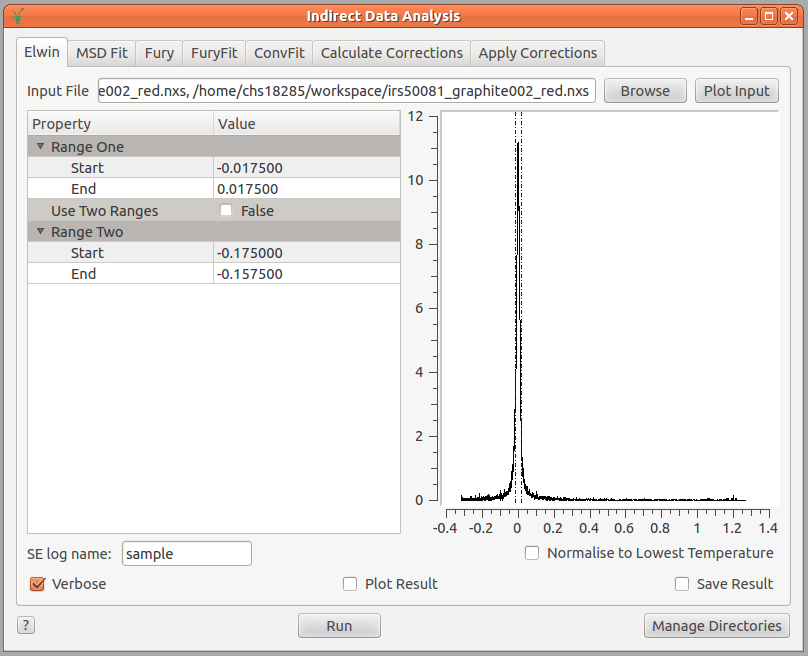 Indirect Data Analysis
Elwin MSD Fit Fury FuryFit ConvFit Calculate Corrections Apply Corrections
Input File e002_red.nxs, /home/chs18285/workspace/irs50081_graphite002_red.nxs Browse Plot Input
Property Value
Range One
Start -0.017500
End 0.017500
Use Two Ranges False
Range Two
Start -0.175000
End -0.157500
12
10
8
6
4
2
0
-0.4 -0.2 0 0.2 0.4 0.6 0.8 1 1.2 1.4
SE log name: sample Normalise to Lowest Temperature
Verbose Plot Result Save Result
? Run Manage Directories